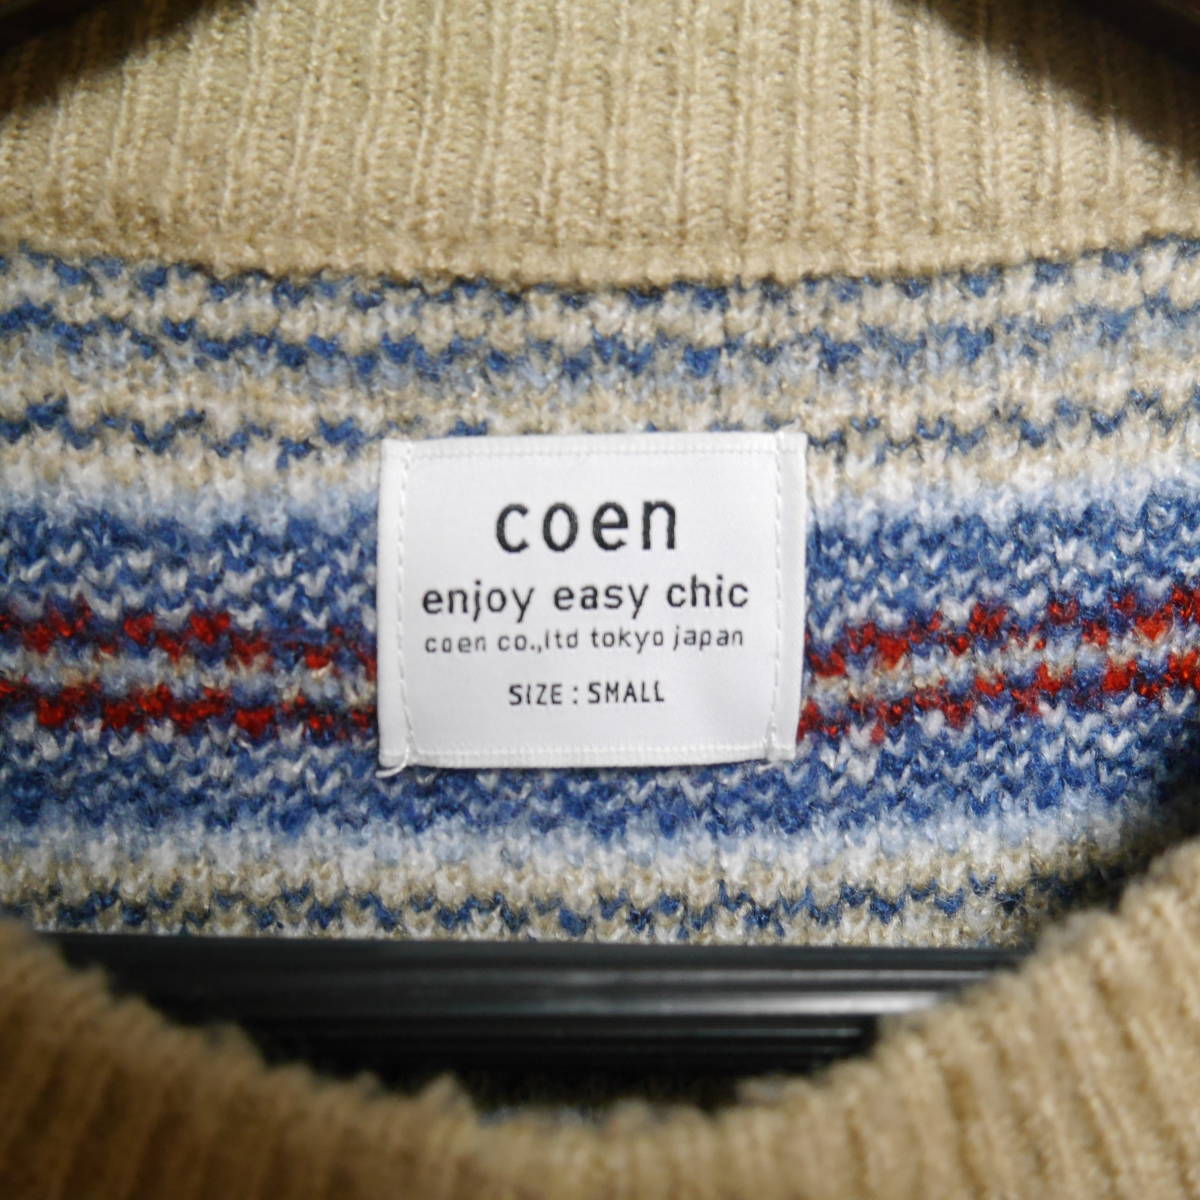 coen
enjoy easy chic
coen co.,ltd tokyo japan
SIZE : SMALL